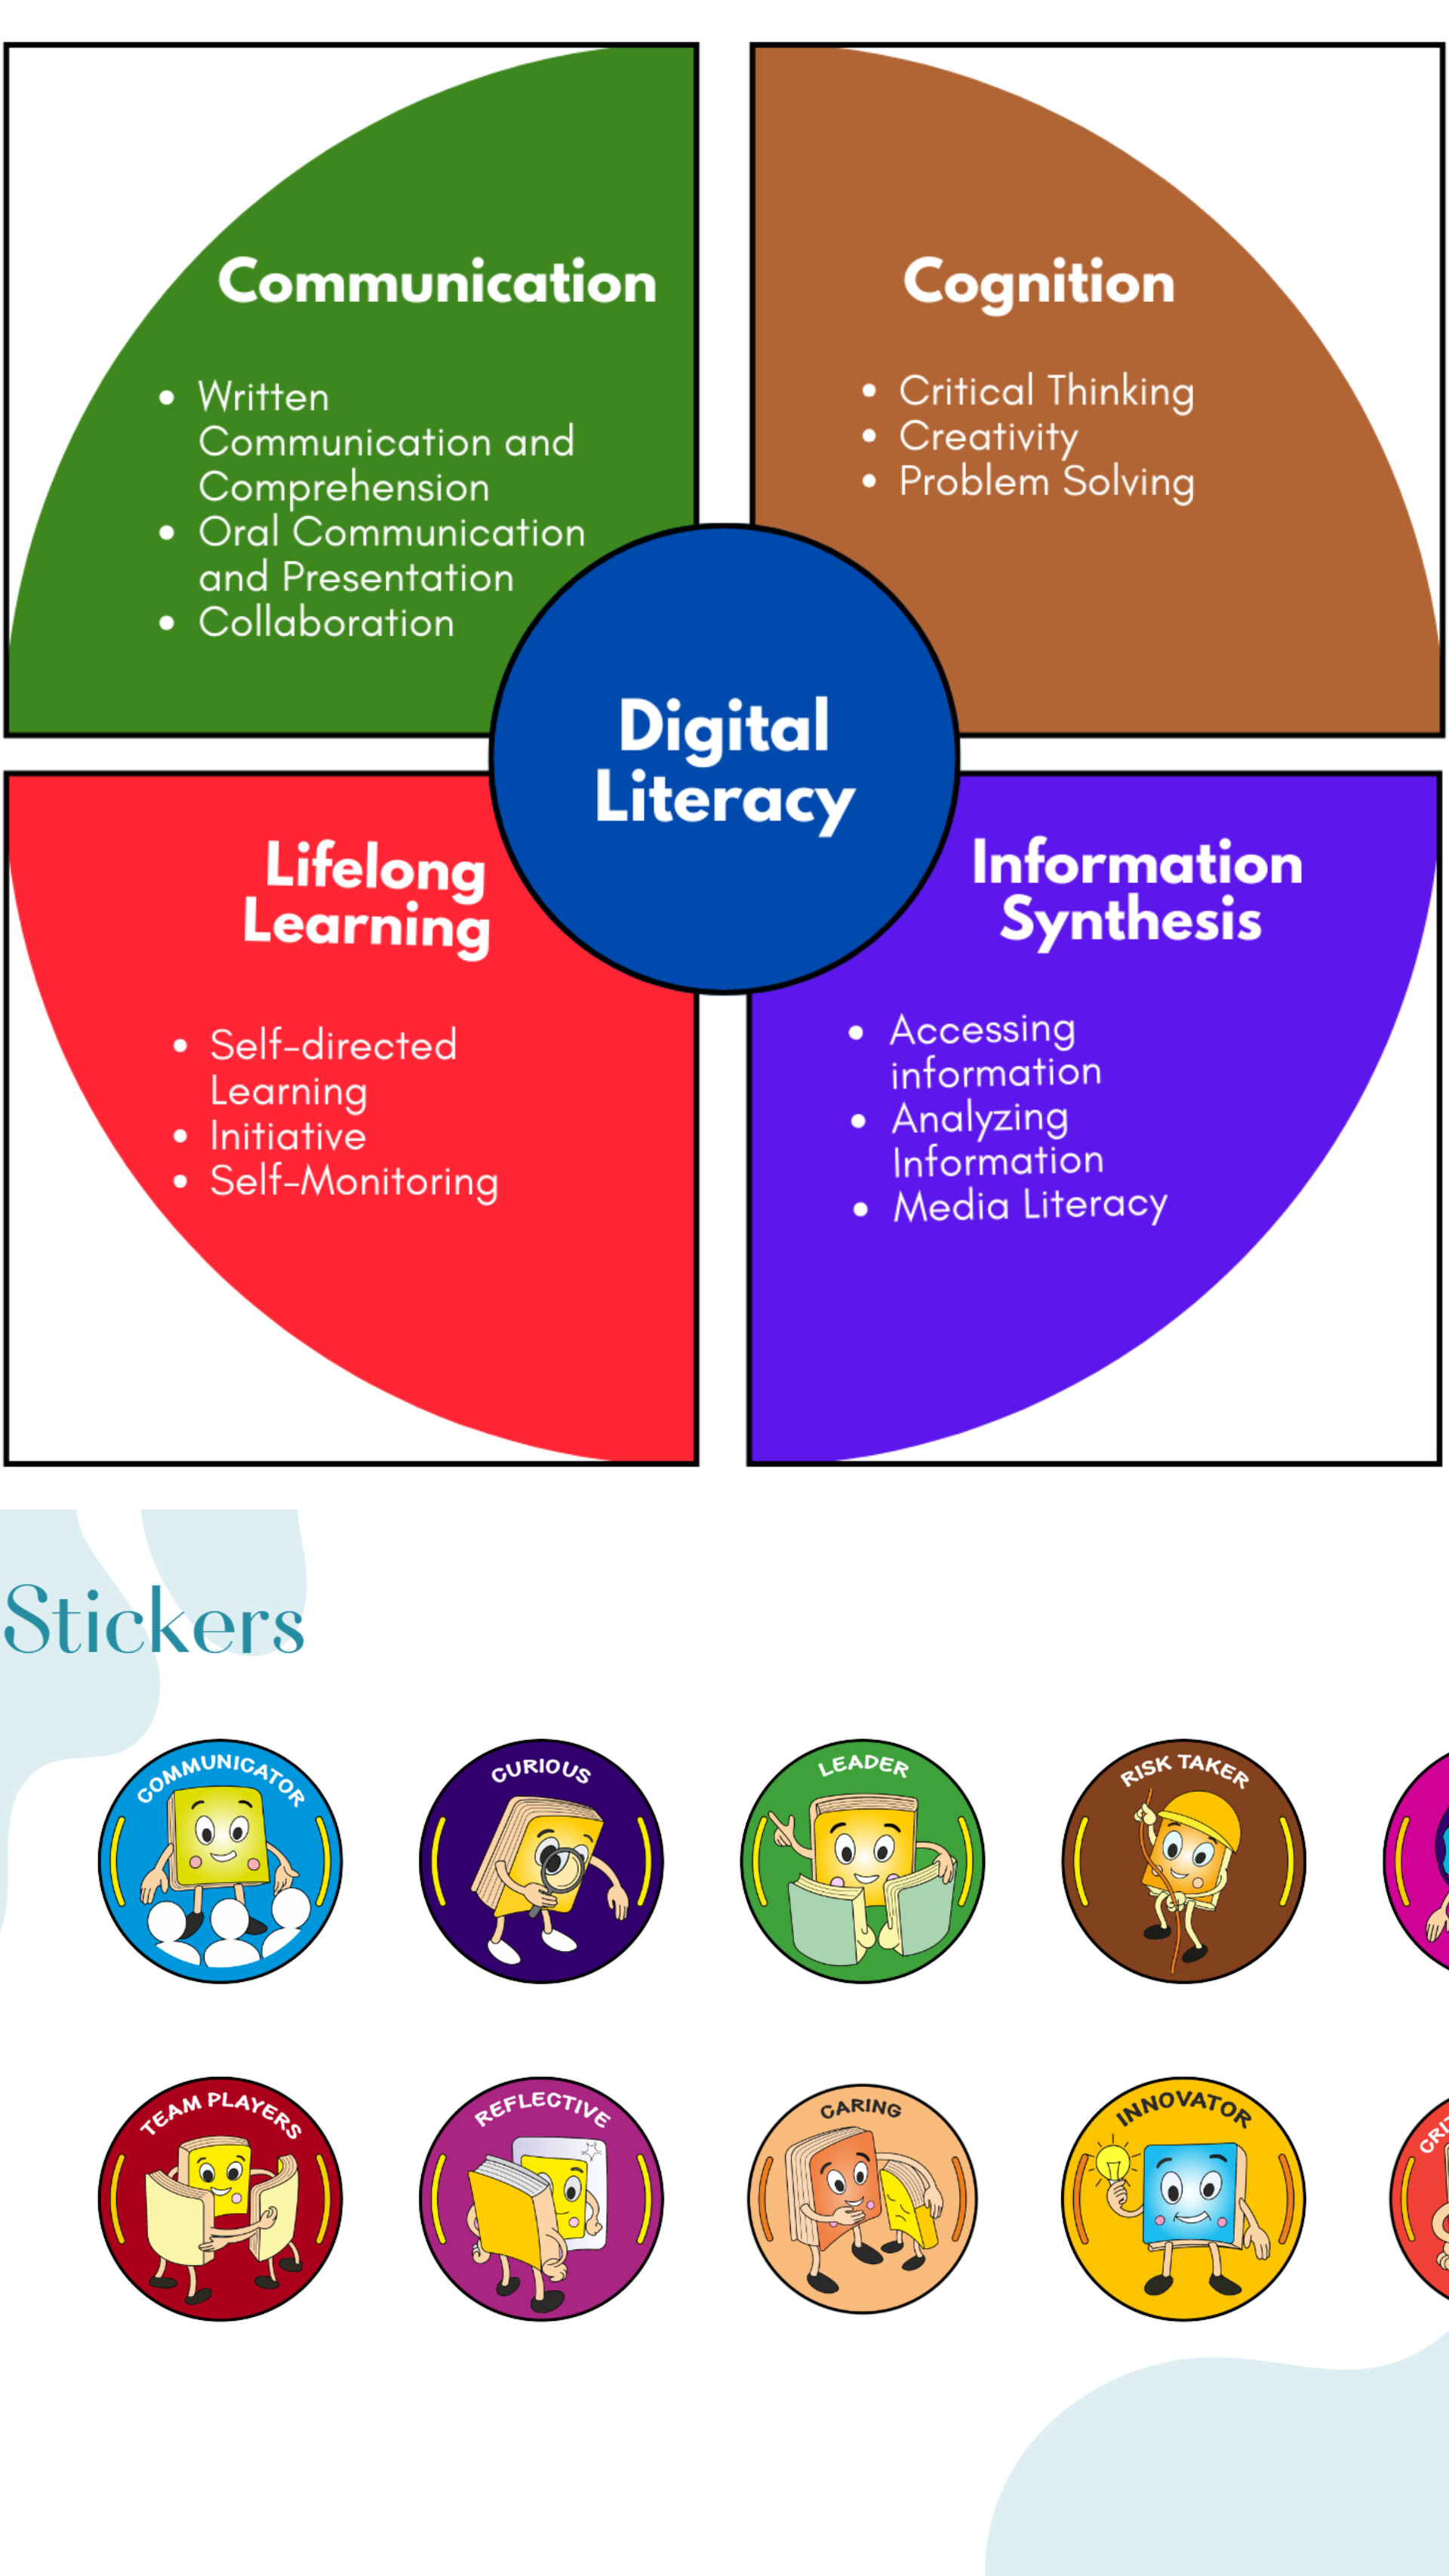 Communication
• Written
Communication and
Comprehension
• Oral Communication
and Presentation
• Collaboration
Cognition
• Critical Thinking
• Creativity
• Problem Solving
Digital
Literacy
Lifelong
Learning
• Self-directed
Learning
• Initiative
• Self-Monitoring
Information
Synthesis
• Accessing
information
• Analyzing
Information
• Media Literacy
Stickers
COMMUNICATOR
CURIOUS
LEADER
RISK TAKER
TEAM PLAYERS
REFLECTIVE
CARING
INNOVATOR